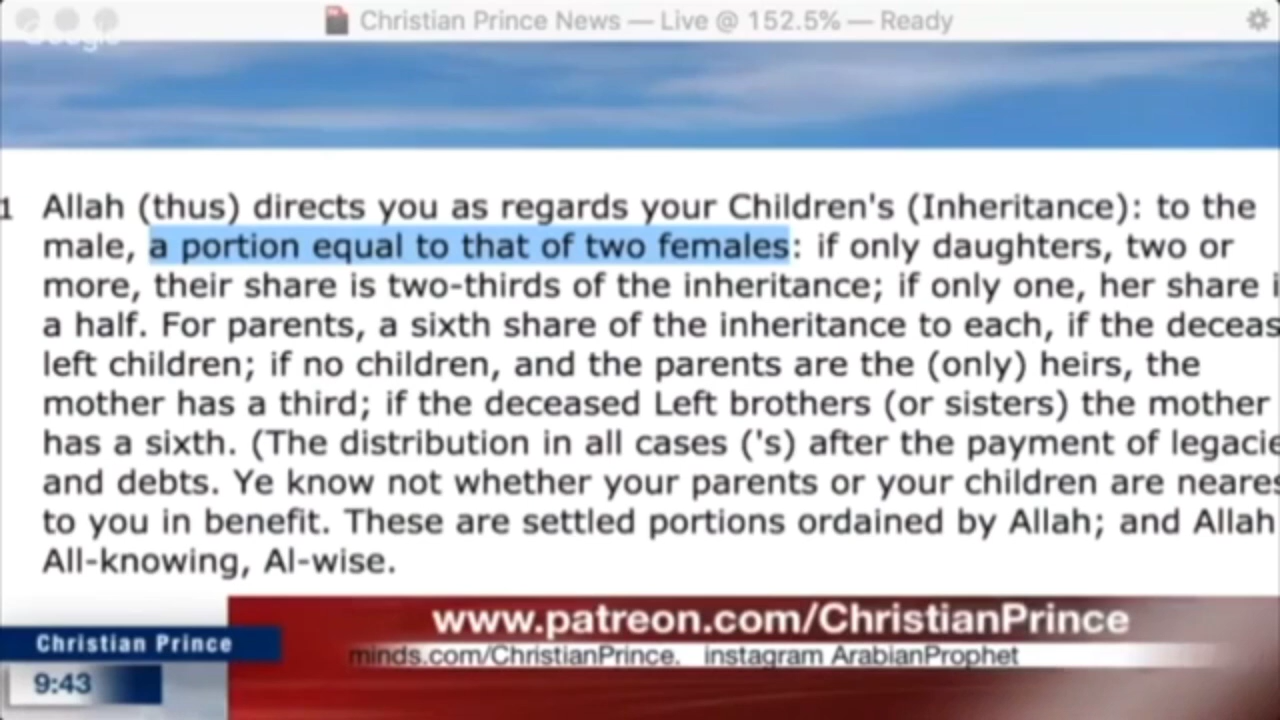 Christian Prince News — Live @ 152.5% — Ready
Google
1 Allah (thus) directs you as regards your Children's (Inheritance): to the
male, a portion equal to that of two females: if only daughters, two or
more, their share is two-thirds of the inheritance; if only one, her share i
a half. For parents, a sixth share of the inheritance to each, if the deceas
left children; if no children, and the parents are the (only) heirs, the
mother has a third; if the deceased Left brothers (or sisters) the mother
has a sixth. (The distribution in all cases ('s) after the payment of legacie
and debts. Ye know not whether your parents or your children are neares
to you in benefit. These are settled portions ordained by Allah; and Allah
All-knowing, Al-wise.
www.patreon.com/ChristianPrince
Christian Prince
minds.com/ChristianPrince. instagram ArabianProphet
9:43